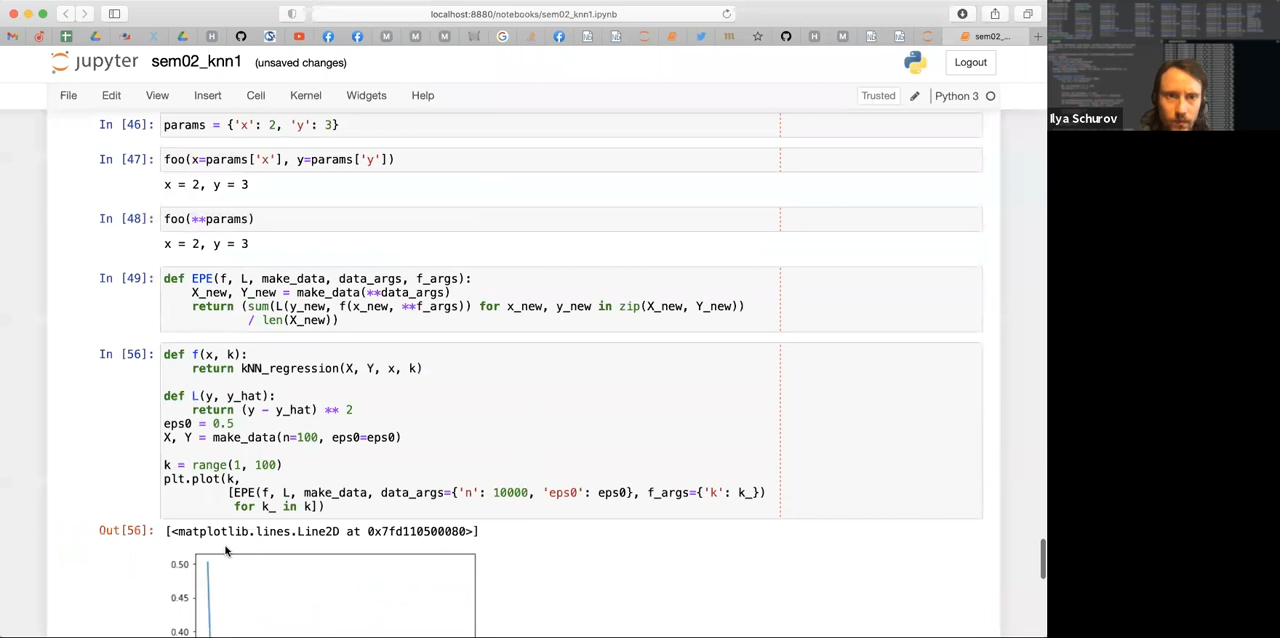 localhost:8880/notebooks/sem02_knn1.ipynb
sem02_...
jupyter sem02_knn1 (unsaved changes)
Logout
File Edit View Insert Cell Kernel Widgets Help
Trusted Python 3
Ilya Schurov
In [46]: params = {'x': 2, 'y': 3}
In [47]: foo(x=params['x'], y=params['y'])
x = 2, y = 3
In [48]: foo(**params)
x = 2, y = 3
In [49]: def EPE(f, L, make_data, data_args, f_args):
X_new, Y_new = make_data(**data_args)
return (sum(L(y_new, f(x_new, **f_args)) for x_new, y_new in zip(X_new, Y_new))
/ len(X_new))
In [56]: def f(x, k):
return kNN_regression(X, Y, x, k)
def L(y, y_hat):
return (y - y_hat) ** 2
eps0 = 0.5
X, Y = make_data(n=100, eps0=eps0)
k = range(1, 100)
plt.plot(k,
[EPE(f, L, make_data, data_args={'n': 10000, 'eps0': eps0}, f_args={'k': k_})
for k_ in k])
Out[56]: [<matplotlib.lines.Line2D at 0x7fd110500080>]
0.50
0.45
0.40